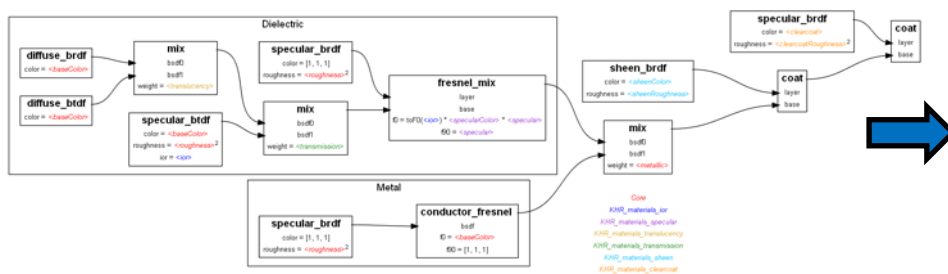 Dielectric
diffuse_brdf
color = <baseColor>
diffuse_btdf
color = <baseColor>
mix
bsdf0
bsdf1
weight = <translucency>
specular_btdf
color = <baseColor>
roughness = <roughness>²
ior = <ior>
specular_brdf
color = [1, 1, 1]
roughness = <roughness>²
mix
bsdf0
bsdf1
weight = <transmission>
fresnel_mix
layer
base
f0 = toF0(<ior>) * <specularColor> * <specular>
f90 = <specular>
Metal
specular_brdf
color = [1, 1, 1]
roughness = <roughness>²
conductor_fresnel
bsdf
f0 = <baseColor>
f90 = [1, 1, 1]
mix
bsdf0
bsdf1
weight = <metallic>
sheen_brdf
color = <sheenColor>
roughness = <sheenRoughness>
coat
layer
base
specular_brdf
color = <clearcoat>
roughness = <clearcoatRoughness>²
coat
layer
base
Core
KHR_materials_ior
KHR_materials_specular
KHR_materials_translucency
KHR_materials_transmission
KHR_materials_sheen
KHR_materials_clearcoat